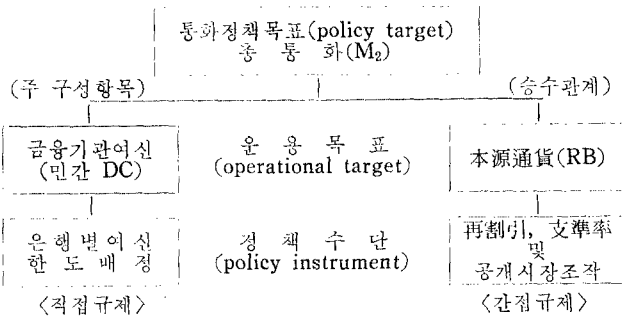 통화정책목표(policy target)
총 통 화(M₂)
(주 구성항목) (승수관계)
금융기관여신
(민간 DC)
운 용 목 표
(operational target)
本源通貨(RB)
은행별여신
한 도 배 정
정 책 수 단
(policy instrument)
再割引, 支準率
및
공개시장조작
〈직접규제〉 〈간접규제〉